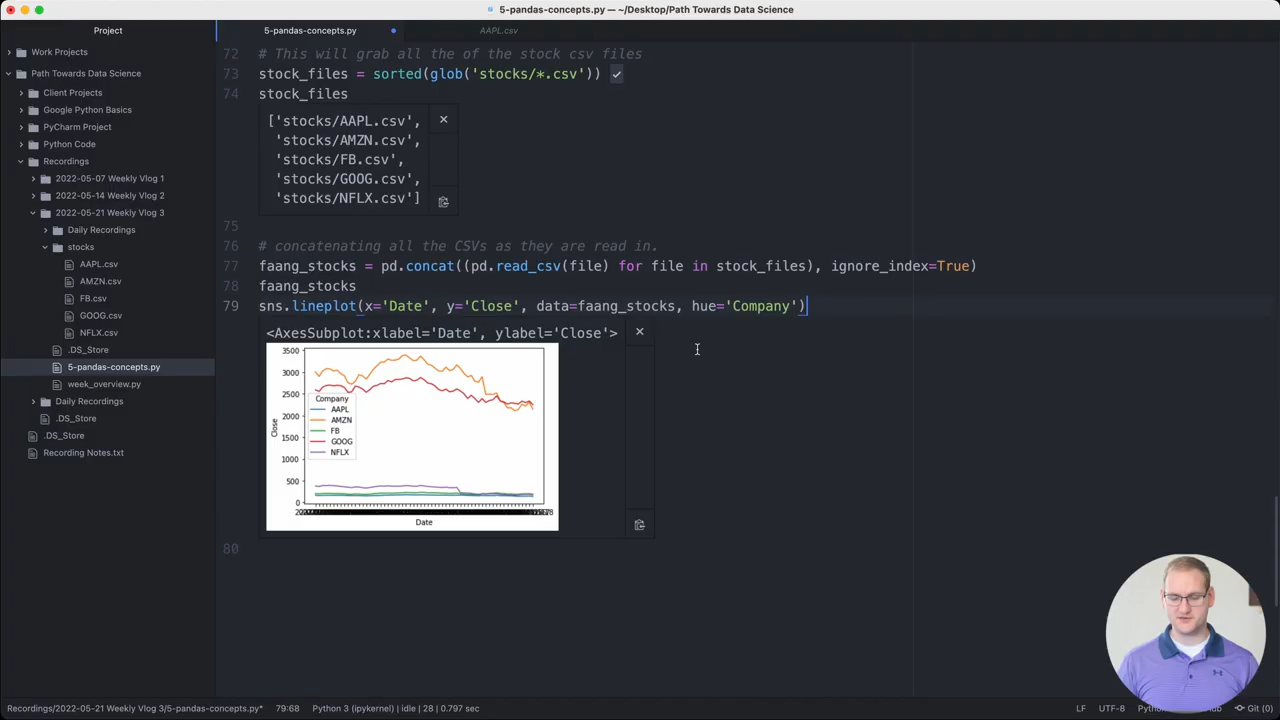 5-pandas-concepts.py — ~/Desktop/Path Towards Data Science
Project
5-pandas-concepts.py
AAPL.csv
Work Projects
Path Towards Data Science
Client Projects
Google Python Basics
PyCharm Project
Python Code
Recordings
2022-05-07 Weekly Vlog 1
2022-05-14 Weekly Vlog 2
2022-05-21 Weekly Vlog 3
Daily Recordings
stocks
AAPL.csv
AMZN.csv
FB.csv
GOOG.csv
NFLX.csv
.DS_Store
5-pandas-concepts.py
week_overview.py
Daily Recordings
.DS_Store
.DS_Store
Recording Notes.txt
72 # This will grab all the of the stock csv files
73 stock_files = sorted(glob('stocks/*.csv'))
74 stock_files
['stocks/AAPL.csv',
'stocks/AMZN.csv',
'stocks/FB.csv',
'stocks/GOOG.csv',
'stocks/NFLX.csv']
75
76 # concatenating all the CSVs as they are read in.
77 faang_stocks = pd.concat((pd.read_csv(file) for file in stock_files), ignore_index=True)
78 faang_stocks
79 sns.lineplot(x='Date', y='Close', data=faang_stocks, hue='Company')
<AxesSubplot:xlabel='Date', ylabel='Close'>
3500
3000
2500
2000
1500
1000
500
0
Close
Company
AAPL
AMZN
FB
GOOG
NFLX
Date
80
Recordings/2022-05-21 Weekly Vlog 3/5-pandas-concepts.py* 79:68 Python 3 (ipykernel) | idle | 28 | 0.797 sec
LF UTF-8 Git (0)